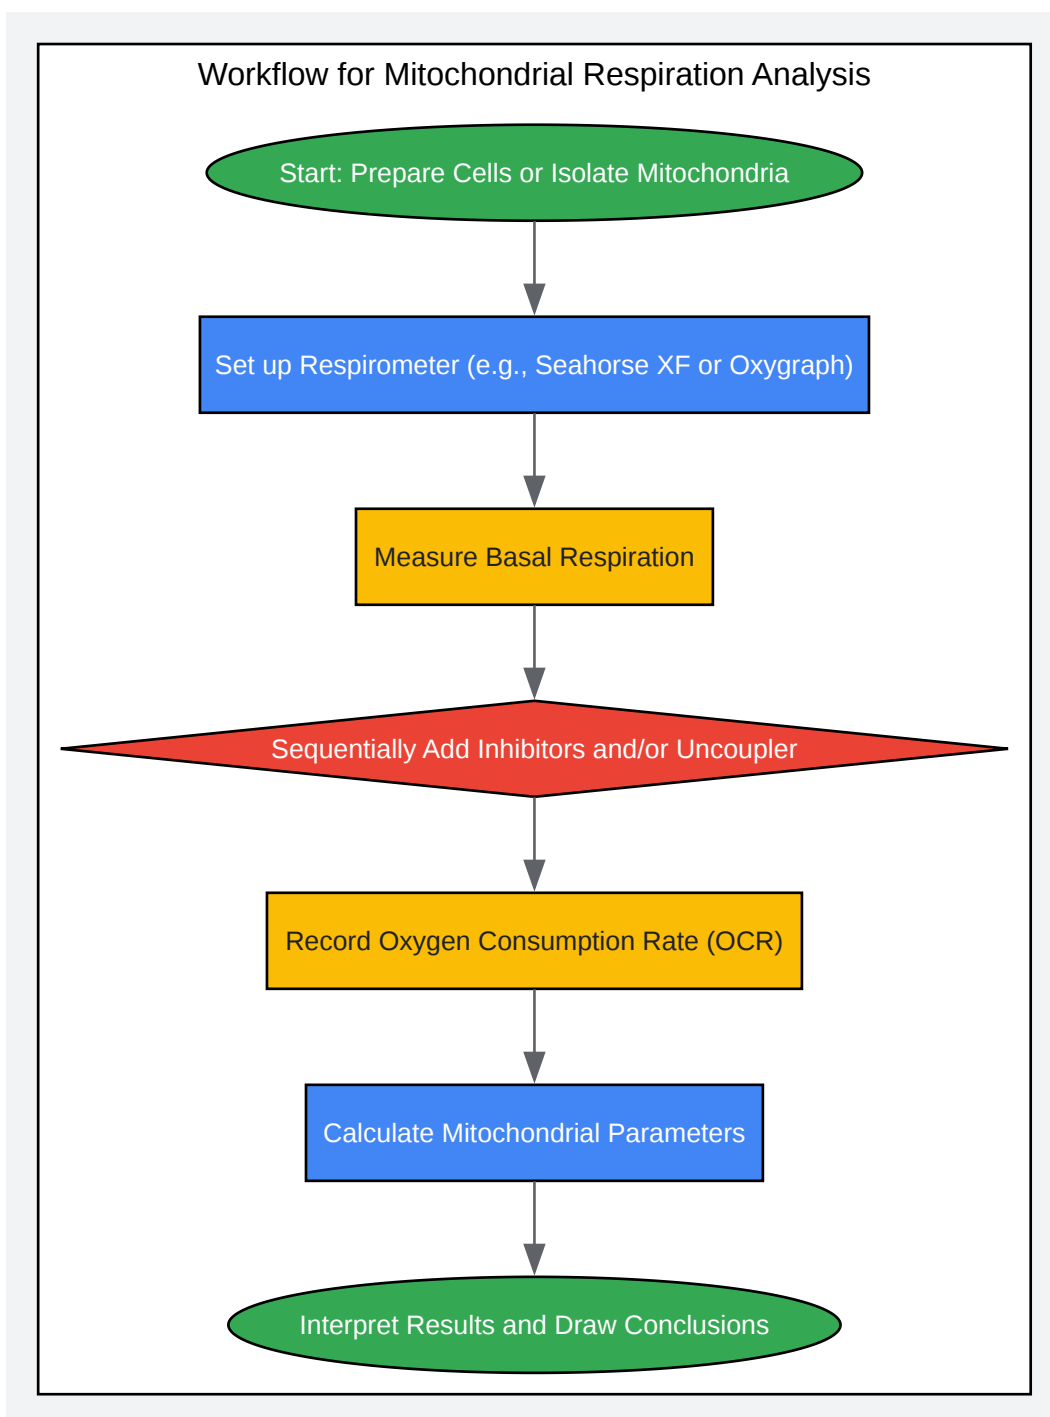 Workflow for Mitochondrial Respiration Analysis
Start: Prepare Cells or Isolate Mitochondria
Set up Respirometer (e.g., Seahorse XF or Oxygraph)
Measure Basal Respiration
Sequentially Add Inhibitors and/or Uncoupler
Record Oxygen Consumption Rate (OCR)
Calculate Mitochondrial Parameters
Interpret Results and Draw Conclusions